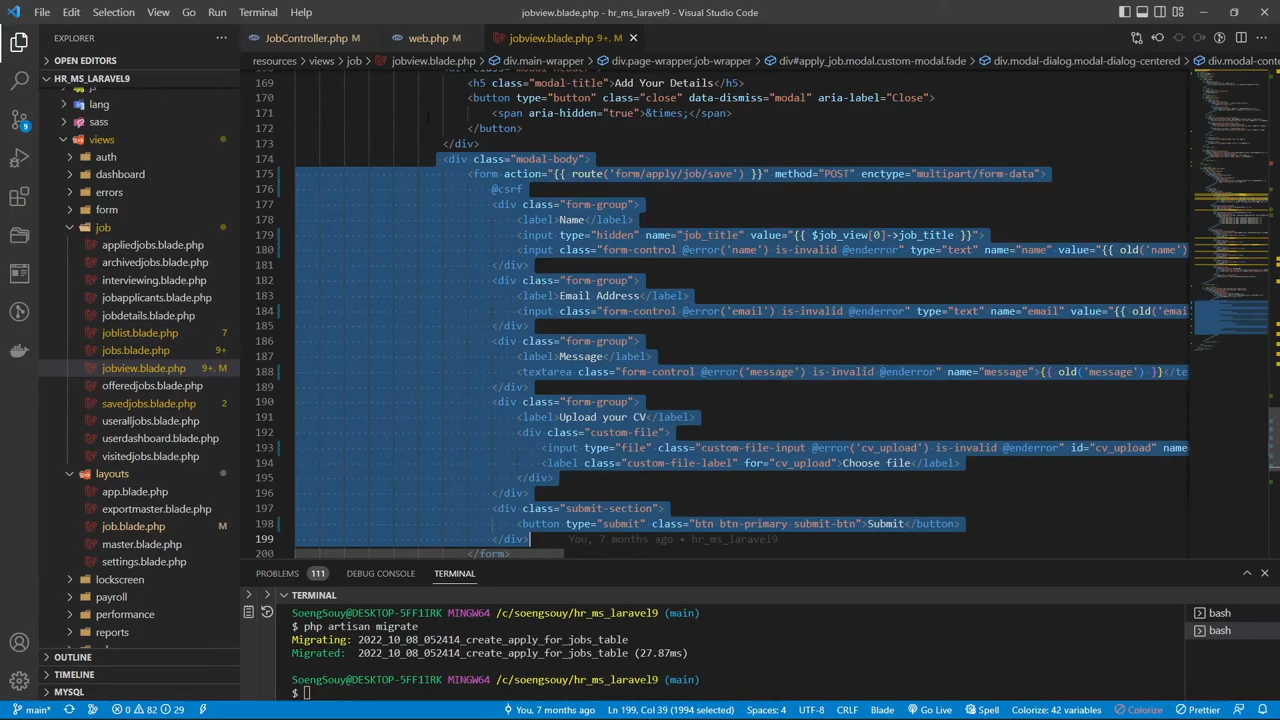 File Edit Selection View Go Run Terminal Help
jobview.blade.php - hr_ms_laravel9 - Visual Studio Code
EXPLORER
JobController.php M
web.php M
jobview.blade.php 9+, M
OPEN EDITORS
resources > views > job > jobview.blade.php > div.main-wrapper > div.page-wrapper.job-wrapper > div#apply_job.modal.custom-modal.fade > div.modal-dialog.modal-dialog-centered > div.modal-conte
HR_MS_LARAVEL9
js
lang
sass
views
auth
dashboard
errors
form
job
appliedjobs.blade.php
archivedjobs.blade.php
interviewing.blade.php
jobapplicants.blade.php
jobdetails.blade.php
joblist.blade.php 7
jobs.blade.php 9+
jobview.blade.php 9+, M
offeredjobs.blade.php
savedjobs.blade.php 2
useralljobs.blade.php
userdashboard.blade.php
visitedjobs.blade.php
layouts
app.blade.php
exportmaster.blade.php
job.blade.php M
master.blade.php
settings.blade.php
lockscreen
payroll
performance
reports
OUTLINE
TIMELINE
MYSQL
169 <h5 class="modal-title">Add Your Details</h5>
170 <button type="button" class="close" data-dismiss="modal" aria-label="Close">
171 <span aria-hidden="true">&times;</span>
172 </button>
173 </div>
174 <div class="modal-body">
175 <form action="{{ route('form/apply/job/save') }}" method="POST" enctype="multipart/form-data">
176 @csrf
177 <div class="form-group">
178 <label>Name</label>
179 <input type="hidden" name="job_title" value="{{ $job_view[0]->job_title }}">
180 <input class="form-control @error('name') is-invalid @enderror" type="text" name="name" value="{{ old('name')
181 </div>
182 <div class="form-group">
183 <label>Email Address</label>
184 <input class="form-control @error('email') is-invalid @enderror" type="text" name="email" value="{{ old('emai
185 </div>
186 <div class="form-group">
187 <label>Message</label>
188 <textarea class="form-control @error('message') is-invalid @enderror" name="message">{{ old('message') }}</te
189 </div>
190 <div class="form-group">
191 <label>Upload your CV</label>
192 <div class="custom-file">
193 <input type="file" class="custom-file-input @error('cv_upload') is-invalid @enderror" id="cv_upload" name
194 <label class="custom-file-label" for="cv_upload">Choose file</label>
195 </div>
196 </div>
197 <div class="submit-section">
198 <button type="submit" class="btn btn-primary submit-btn">Submit</button>
199 </div> You, 7 months ago • hr_ms_laravel9
200 </form>
PROBLEMS 111 DEBUG CONSOLE TERMINAL
TERMINAL
SoengSouy@DESKTOP-5FF1IRK MINGW64 /c/soengsouy/hr_ms_laravel9 (main)
$ php artisan migrate
Migrating: 2022_10_08_052414_create_apply_for_jobs_table
Migrated: 2022_10_08_052414_create_apply_for_jobs_table (27.87ms)
SoengSouy@DESKTOP-5FF1IRK MINGW64 /c/soengsouy/hr_ms_laravel9 (main)
$
bash
bash
9
main* 0 82 29 You, 7 months ago Ln 199, Col 39 (1994 selected) Spaces: 4 UTF-8 CRLF Blade Go Live Spell Colorize: 42 variables Colorize Prettier